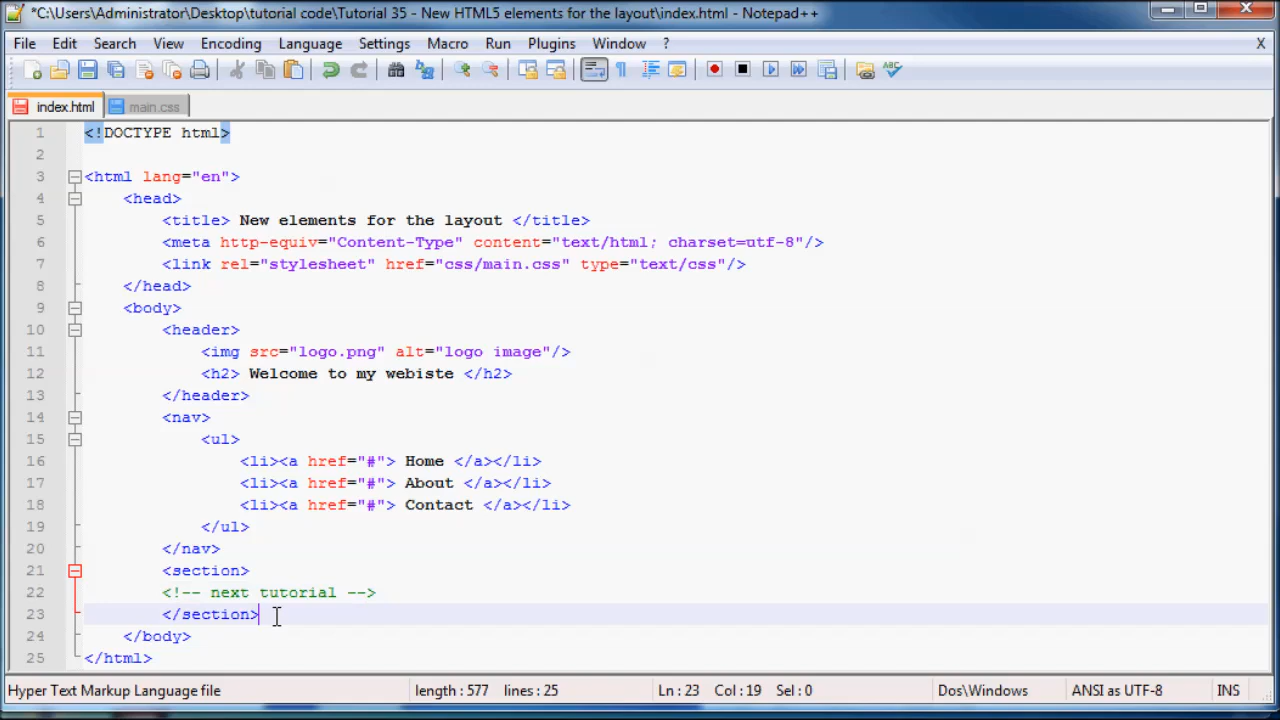 *C:\Users\Administrator\Desktop\tutorial code\Tutorial 35 - New HTML5 elements for the layout\index.html - Notepad++
File Edit Search View Encoding Language Settings Macro Run Plugins Window ? X
index.html main.css
1 <!DOCTYPE html>
2
3 <html lang="en">
4 <head>
5 <title> New elements for the layout </title>
6 <meta http-equiv="Content-Type" content="text/html; charset=utf-8"/>
7 <link rel="stylesheet" href="css/main.css" type="text/css"/>
8 </head>
9 <body>
10 <header>
11 <img src="logo.png" alt="logo image"/>
12 <h2> Welcome to my webiste </h2>
13 </header>
14 <nav>
15 <ul>
16 <li><a href="#"> Home </a></li>
17 <li><a href="#"> About </a></li>
18 <li><a href="#"> Contact </a></li>
19 </ul>
20 </nav>
21 <section>
22 <!-- next tutorial -->
23 </section>
24 </body>
25 </html>
Hyper Text Markup Language file length : 577 lines : 25 Ln : 23 Col : 19 Sel : 0 Dos\Windows ANSI as UTF-8 INS